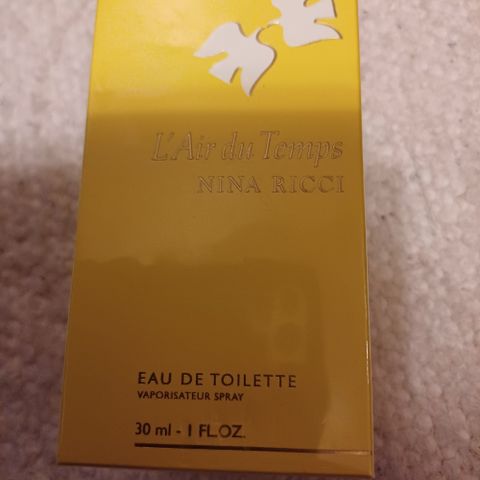 L'Air du Temps
NINA RICCI
EAU DE TOILETTE
VAPORISATEUR SPRAY
30 ml - 1 FL.OZ.